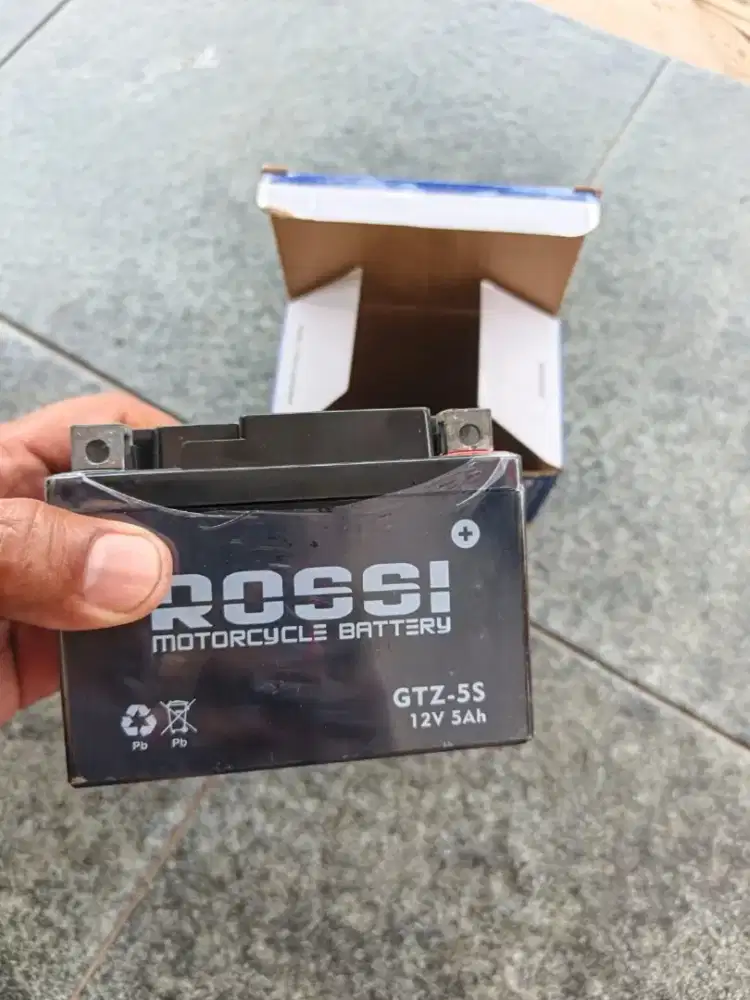 +
ROSSI
MOTORCYCLE BATTERY
GTZ-5S
12V 5Ah
Pb Pb